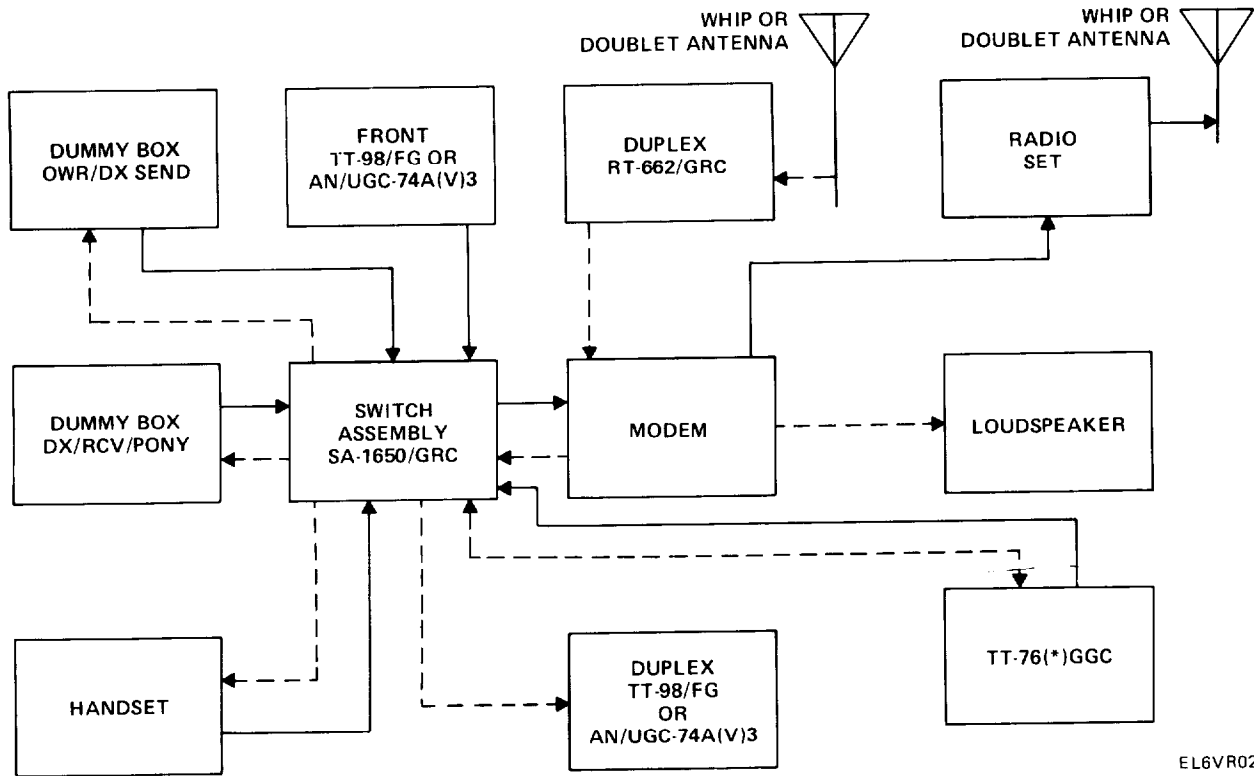 WHIP OR
DOUBLET ANTENNA
WHIP OR
DOUBLET ANTENNA
DUMMY BOX
OWR/DX SEND
FRONT
TT-98/FG OR
AN/UGC-74A(V)3
DUPLEX
RT-662/GRC
RADIO
SET
DUMMY BOX
DX/RCV/PONY
SWITCH
ASSEMBLY
SA-1650/GRC
MODEM
LOUDSPEAKER
HANDSET
DUPLEX
TT-98/FG
OR
AN/UGC-74A(V)3
TT-76(*)GGC
EL6VR02